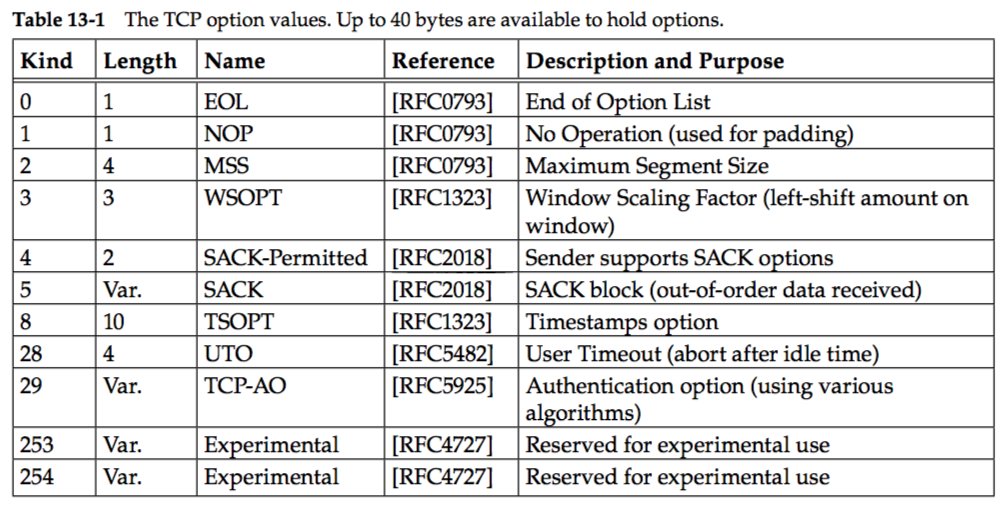 Table 13-1 The TCP option values. Up to 40 bytes are available to hold options.
Kind Length Name Reference Description and Purpose
0 1 EOL [RFC0793] End of Option List
1 1 NOP [RFC0793] No Operation (used for padding)
2 4 MSS [RFC0793] Maximum Segment Size
3 3 WSOPT [RFC1323] Window Scaling Factor (left-shift amount on
window)
4 2 SACK-Permitted [RFC2018] Sender supports SACK options
5 Var. SACK [RFC2018] SACK block (out-of-order data received)
8 10 TSOPT [RFC1323] Timestamps option
28 4 UTO [RFC5482] User Timeout (abort after idle time)
29 Var. TCP-AO [RFC5925] Authentication option (using various
algorithms)
253 Var. Experimental [RFC4727] Reserved for experimental use
254 Var. Experimental [RFC4727] Reserved for experimental use